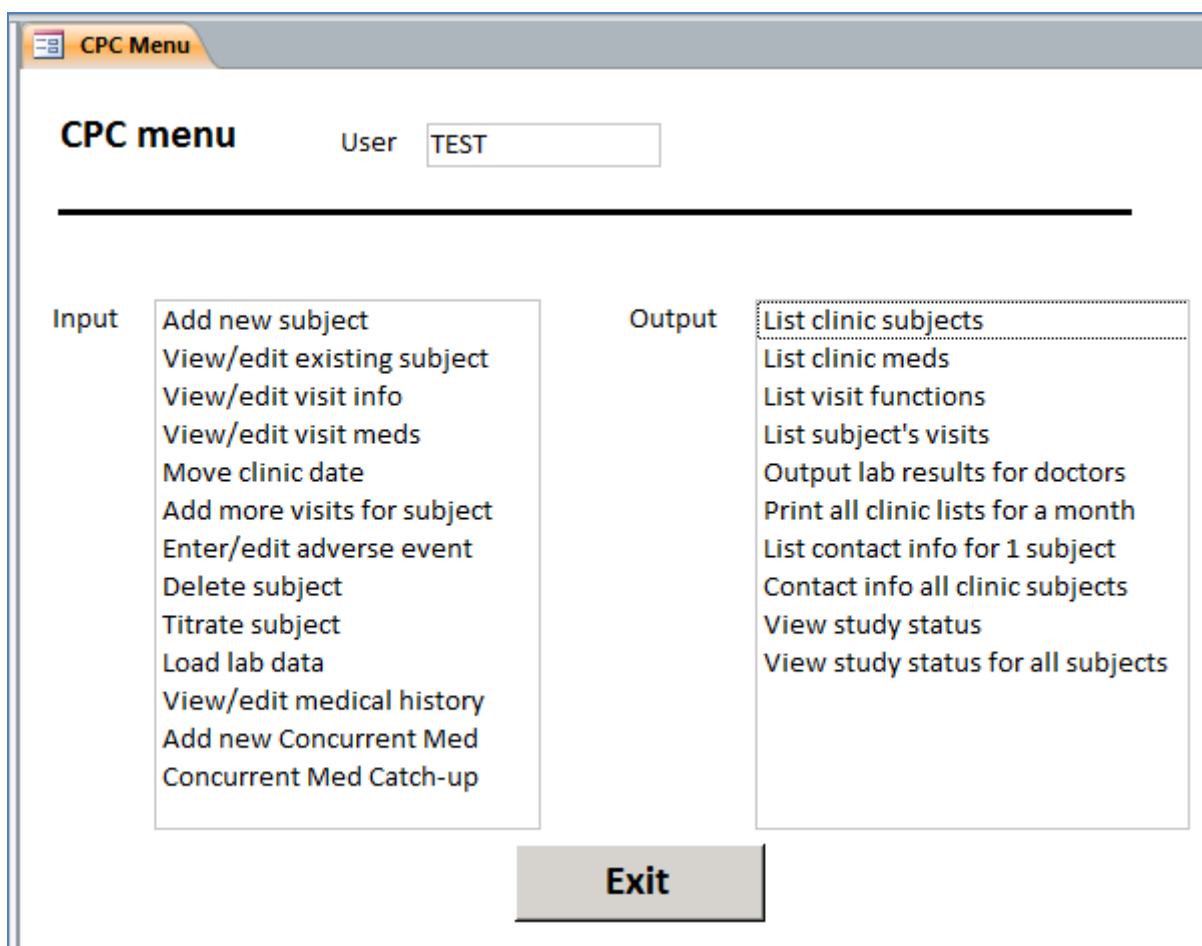 CPC Menu
CPC menu
User TEST
Input
Add new subject
View/edit existing subject
View/edit visit info
View/edit visit meds
Move clinic date
Add more visits for subject
Enter/edit adverse event
Delete subject
Titrate subject
Load lab data
View/edit medical history
Add new Concurrent Med
Concurrent Med Catch-up
Output
List clinic subjects
List clinic meds
List visit functions
List subject's visits
Output lab results for doctors
Print all clinic lists for a month
List contact info for 1 subject
Contact info all clinic subjects
View study status
View study status for all subjects
Exit